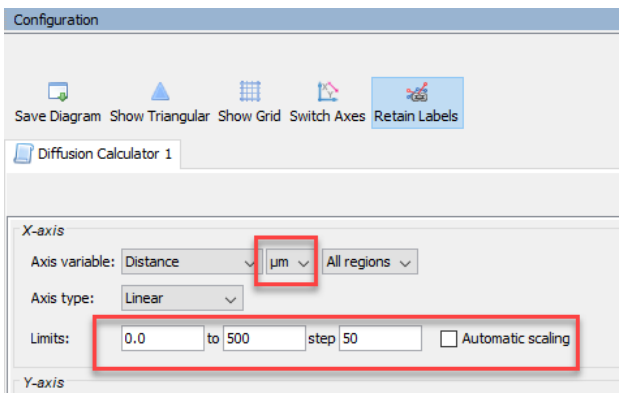 Configuration
Save Diagram Show Triangular Show Grid Switch Axes Retain Labels
Diffusion Calculator 1
X-axis
Axis variable: Distance µm All regions
Axis type: Linear
Limits: 0.0 to 500 step 50 Automatic scaling
Y-axis